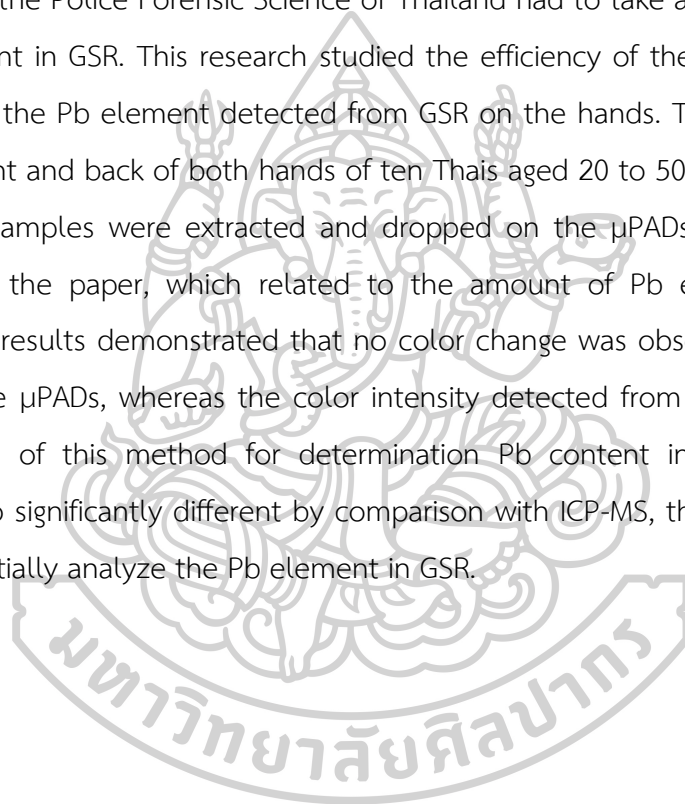 the Police Forensic Science of Thailand had to take a
nt in GSR. This research studied the efficiency of the
the Pb element detected from GSR on the hands. T
nt and back of both hands of ten Thais aged 20 to 50
amples were extracted and dropped on the μPADs
the paper, which related to the amount of Pb e
results demonstrated that no color change was obs
e μPADs, whereas the color intensity detected from
of this method for determination Pb content in
o significantly different by comparison with ICP-MS, th
tially analyze the Pb element in GSR.
มหาวิทยาลัยศิลปากร